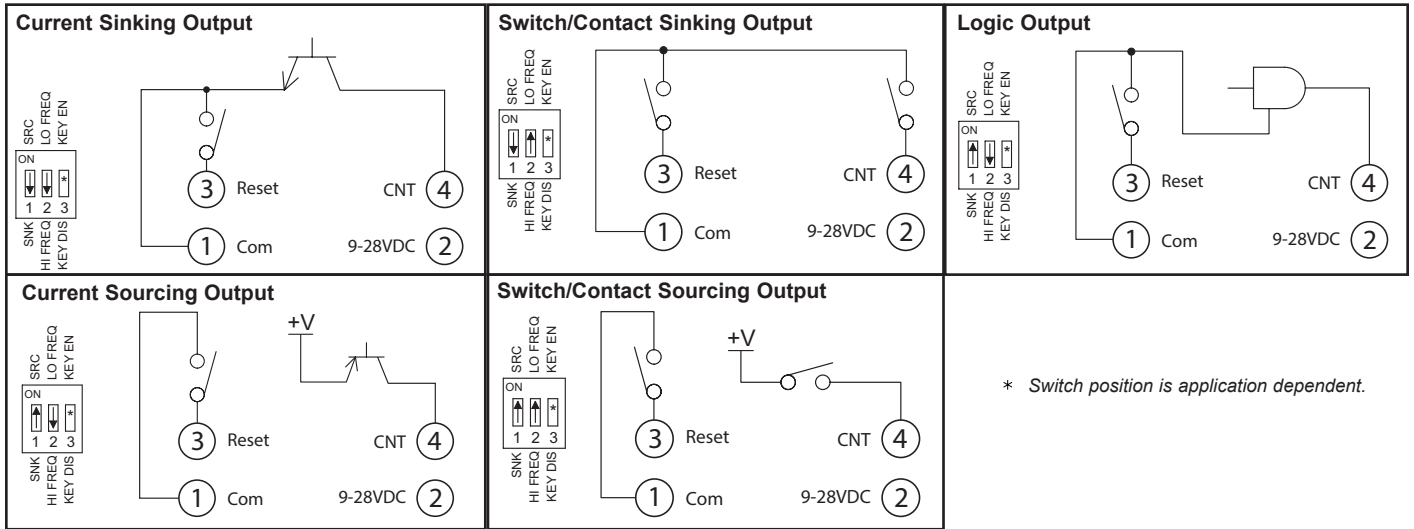 Current Sinking Output
SRC
LO FREQ
KEY EN
ON
*
1 2 3
SNK
HI FREQ
KEY DIS
3 Reset
CNT 4
1 Com
9-28VDC 2
Switch/Contact Sinking Output
SRC
LO FREQ
KEY EN
ON
*
1 2 3
SNK
HI FREQ
KEY DIS
3 Reset
CNT 4
1 Com
9-28VDC 2
Logic Output
SRC
LO FREQ
KEY EN
ON
*
1 2 3
SNK
HI FREQ
KEY DIS
3 Reset
CNT 4
1 Com
9-28VDC 2
Current Sourcing Output
SRC
LO FREQ
KEY EN
ON
*
1 2 3
SNK
HI FREQ
KEY DIS
+V
3 Reset
CNT 4
1 Com
9-28VDC 2
Switch/Contact Sourcing Output
SRC
LO FREQ
KEY EN
ON
*
1 2 3
SNK
HI FREQ
KEY DIS
+V
3 Reset
CNT 4
1 Com
9-28VDC 2
* Switch position is application dependent.